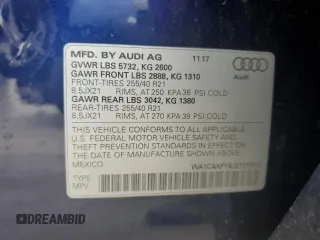 MFD. BY AUDI AG 11·17
GVWR LBS 5732, KG 2600
GAWR FRONT LBS 2888, KG 1310
FRONT-TIRES 255/40 R21
8.5JX21 RIMS, AT 250 KPA 36 PSI COLD
GAWR REAR LBS 3042, KG 1380
REAR-TIRES 255/40 R21
8.5JX21 RIMS, AT 270 KPA 39 PSI COLD
THIS VEHICLE CONFORMS TO ALL APPLICABLE
U.S. FEDERAL MOTOR VEHICLE SAFETY, BUMPER
AND THEFT PREVENTION STANDARDS IN EFFECT ON
THE DATE OF MANUFACTURE SHOWN ABOVE.
MEXICO
TYPE:
MPV
Audi